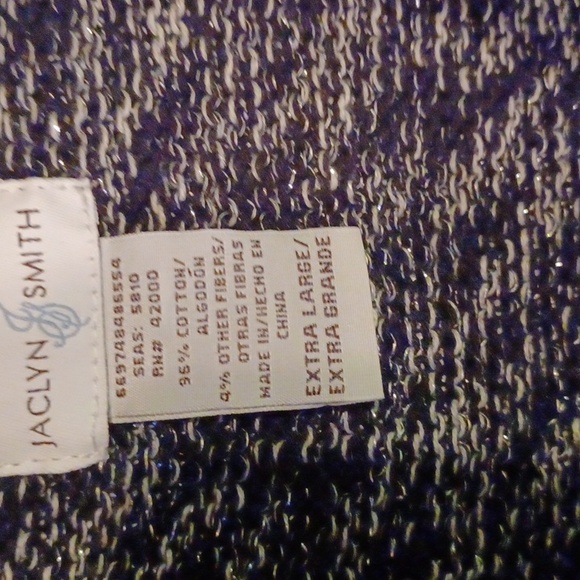 JACLYN SMITH
669748486554
SEAS: 5810
RN# 42000
96% COTTON/
ALGODÓN
4% OTHER FIBERS/
OTRAS FIBRAS
MADE IN/HECHO EN
CHINA
EXTRA LARGE/
EXTRA GRANDE